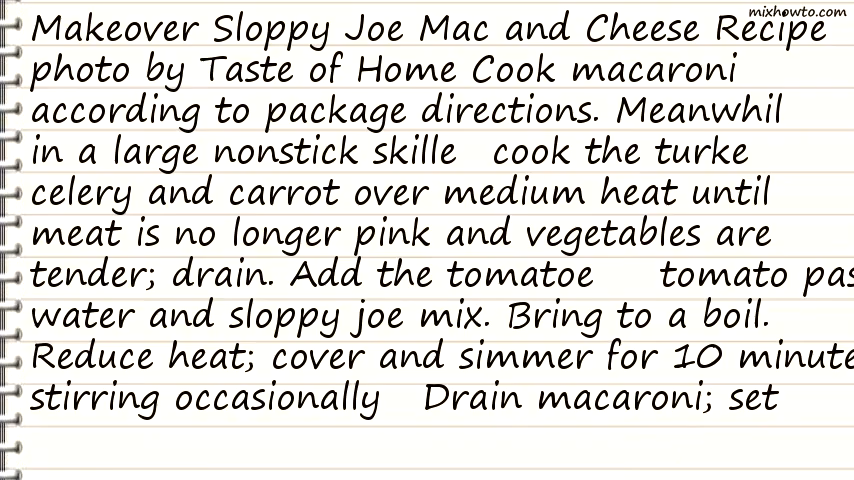 mixhowto.com
Makeover Sloppy Joe Mac and Cheese Recipe
photo by Taste of Home Cook macaroni
according to package directions. Meanwhil
in a large nonstick skille cook the turke
celery and carrot over medium heat until
meat is no longer pink and vegetables are
tender; drain. Add the tomatoe tomato pas
water and sloppy joe mix. Bring to a boil.
Reduce heat; cover and simmer for 10 minute
stirring occasionally Drain macaroni; set